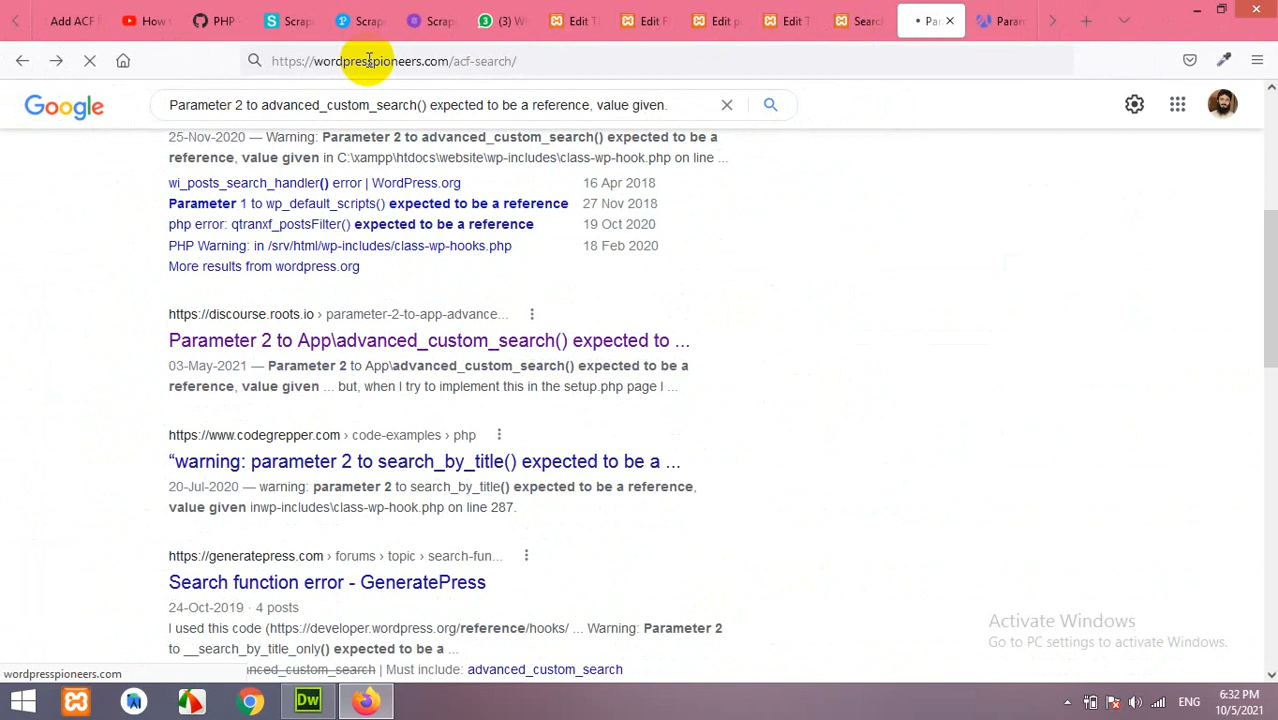 Add ACF
How
PHP
Scrap
Scrape
Scrap
(3) W
Edit T
Edit F
Edit p
Edit T
Searc
Pa
Param
https://wordpresspioneers.com/acf-search/
Google
Parameter 2 to advanced_custom_search() expected to be a reference, value given.
25-Nov-2020 — Warning: Parameter 2 to advanced_custom_search() expected to be a
reference, value given in C:\xampp\htdocs\website\wp-includes\class-wp-hook.php on line ...
wi_posts_search_handler() error | WordPress.org 16 Apr 2018
Parameter 1 to wp_default_scripts() expected to be a reference 27 Nov 2018
php error: qtranxf_postsFilter() expected to be a reference 19 Oct 2020
PHP Warning: in /srv/html/wp-includes/class-wp-hooks.php 18 Feb 2020
More results from wordpress.org
https://discourse.roots.io › parameter-2-to-app-advance...
Parameter 2 to App\advanced_custom_search() expected to ...
03-May-2021 — Parameter 2 to App\advanced_custom_search() expected to be a
reference, value given ... but, when I try to implement this in the setup.php page I ...
https://www.codegrepper.com › code-examples › php
“warning: parameter 2 to search_by_title() expected to be a ...
20-Jul-2020 — warning: parameter 2 to search_by_title() expected to be a reference,
value given inwp-includes\class-wp-hook.php on line 287.
https://generatepress.com › forums › topic › search-fun...
Search function error - GeneratePress
24-Oct-2019 · 4 posts
I used this code (https://developer.wordpress.org/reference/hooks/ ... Warning: Parameter 2
to __search_by_title_only() expected to be a ...
anced_custom_search | Must include: advanced_custom_search
wordpresspioneers.com
Activate Windows
Go to PC settings to activate Windows.
Dw
ENG
6:32 PM
10/5/2021